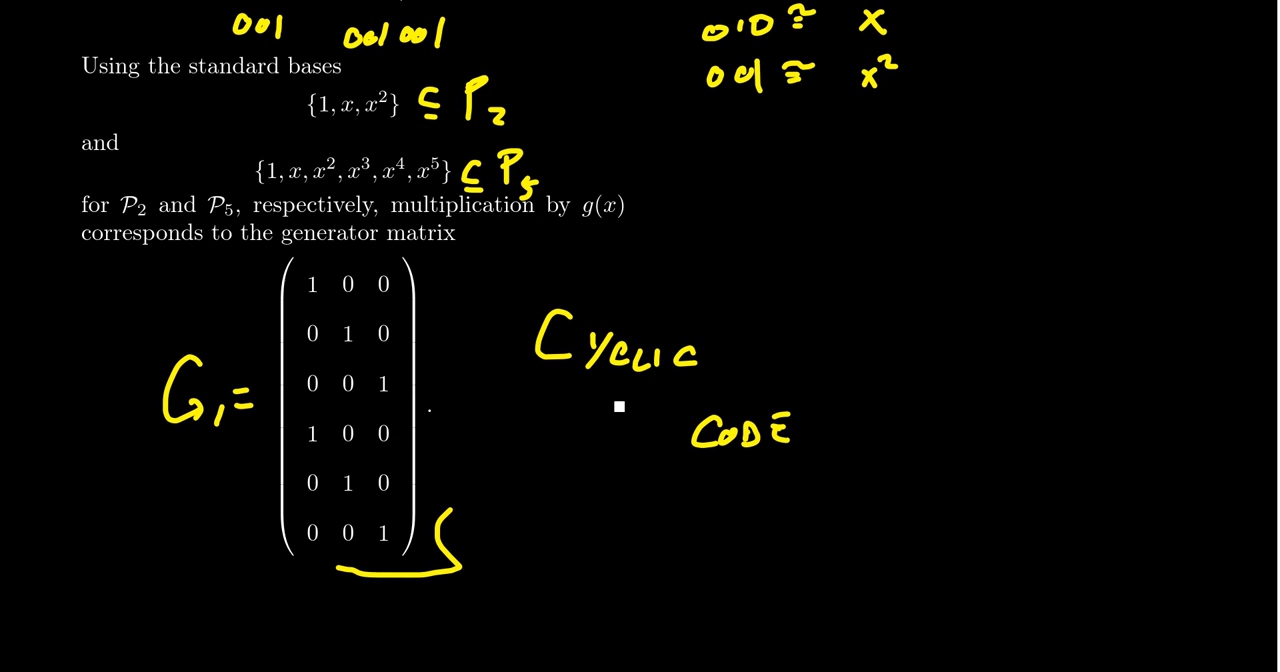 001 001 001
010 ≅ x
001 ≅ x²
Using the standard bases
{1, x, x²} ⊆ P₂
and
{1, x, x², x³, x⁴, x⁵} ⊆ P₅
for 𝒫₂ and 𝒫₅, respectively, multiplication by g(x)
corresponds to the generator matrix
G₁ =
1 0 0
0 1 0
0 0 1
1 0 0
0 1 0
0 0 1
.
CYCLIC
CODE